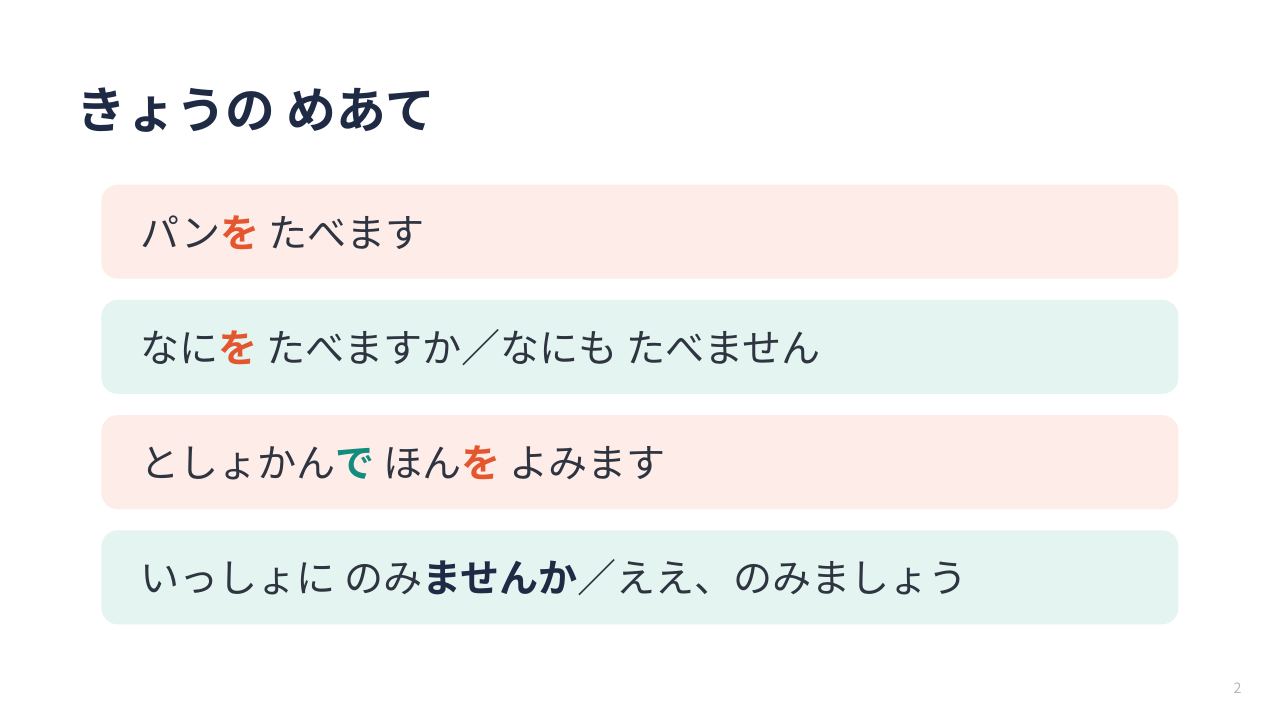 きょうの めあて
パンを たべます
なにを たべますか／なにも たべません
としょかんで ほんを よみます
いっしょに のみませんか／ええ、のみましょう
2